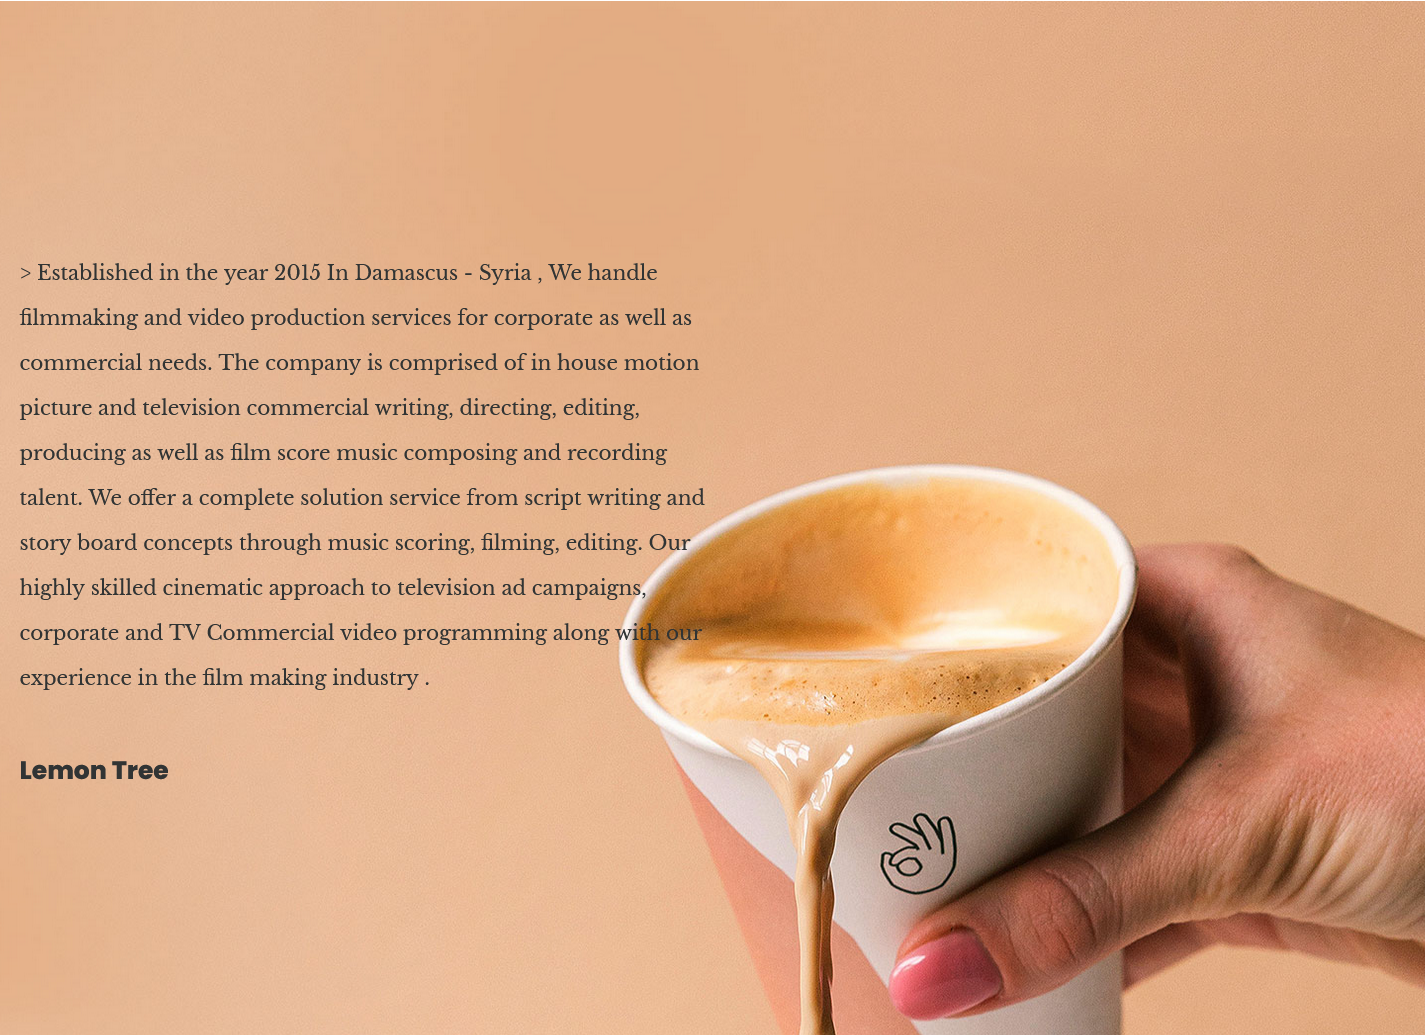 > Established in the year 2015 In Damascus - Syria , We handle
filmmaking and video production services for corporate as well as
commercial needs. The company is comprised of in house motion
picture and television commercial writing, directing, editing,
producing as well as film score music composing and recording
talent. We offer a complete solution service from script writing and
story board concepts through music scoring, filming, editing. Our
highly skilled cinematic approach to television ad campaigns,
corporate and TV Commercial video programming along with our
experience in the film making industry .
Lemon Tree